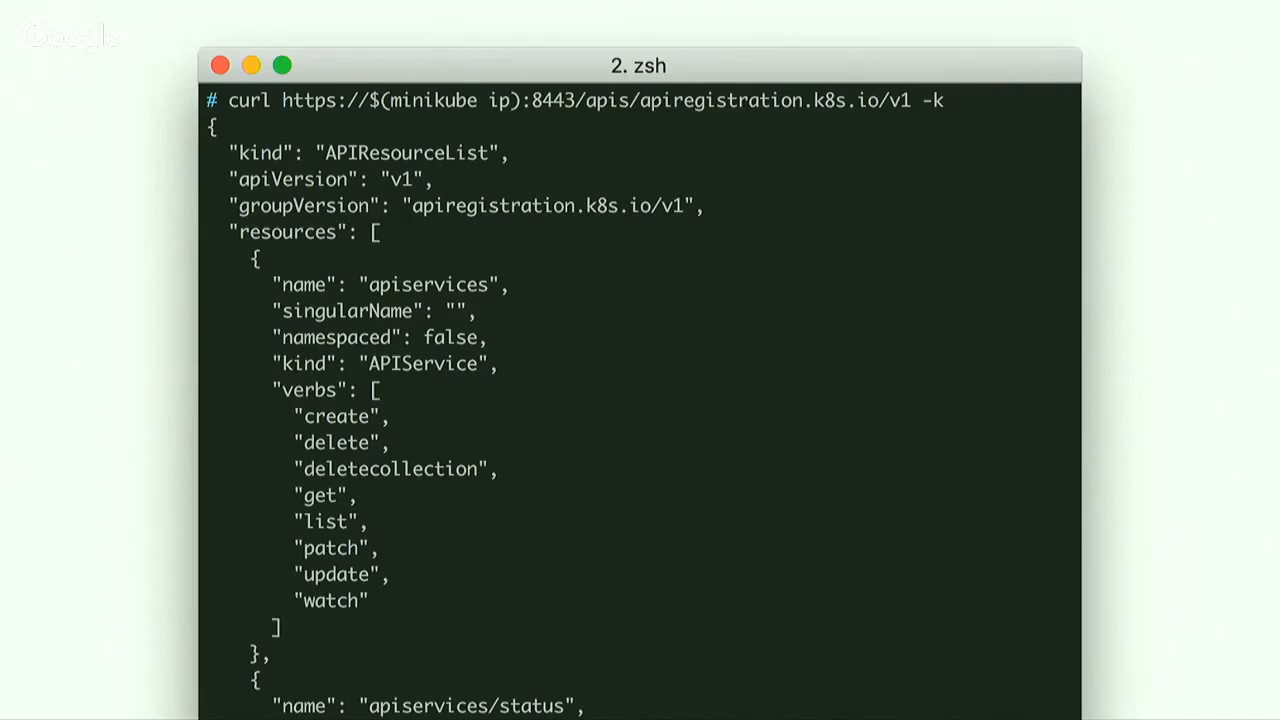 Google
2. zsh
# curl https://$(minikube ip):8443/apis/apiregistration.k8s.io/v1 -k
{
  "kind": "APIResourceList",
  "apiVersion": "v1",
  "groupVersion": "apiregistration.k8s.io/v1",
  "resources": [
    {
      "name": "apiservices",
      "singularName": "",
      "namespaced": false,
      "kind": "APIService",
      "verbs": [
        "create",
        "delete",
        "deletecollection",
        "get",
        "list",
        "patch",
        "update",
        "watch"
      ]
    },
    {
      "name": "apiservices/status",